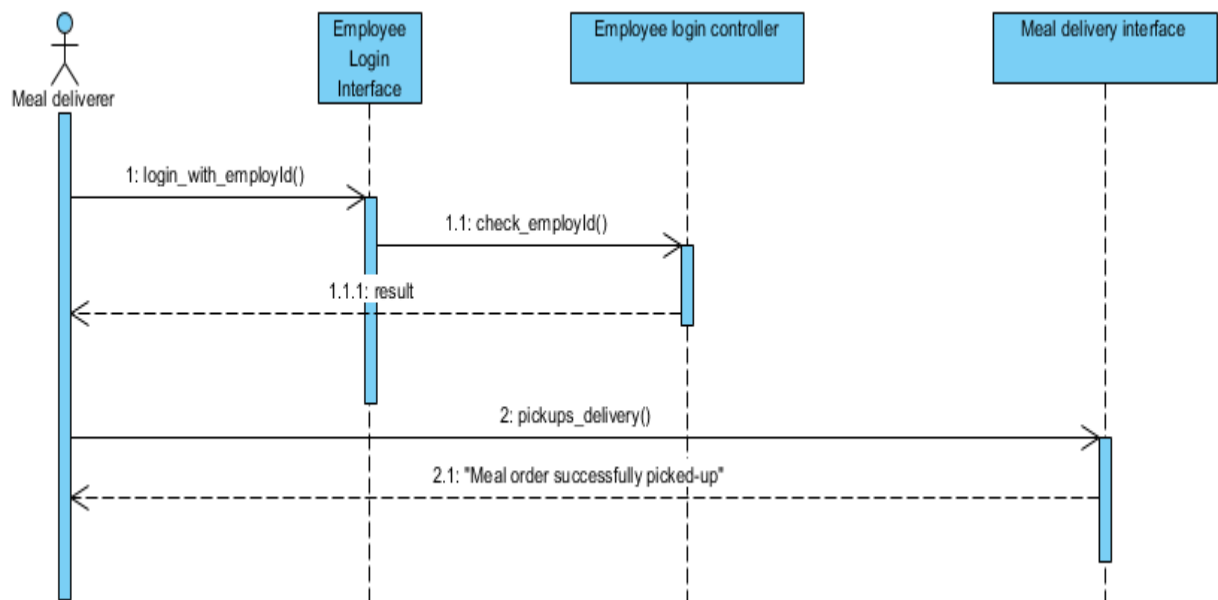 Employee
Login
Interface
Employee login controller
Meal delivery interface
Meal deliverer
1: login_with_employId()
1.1: check_employId()
1.1.1: result
2: pickups_delivery()
2.1: "Meal order successfully picked-up"